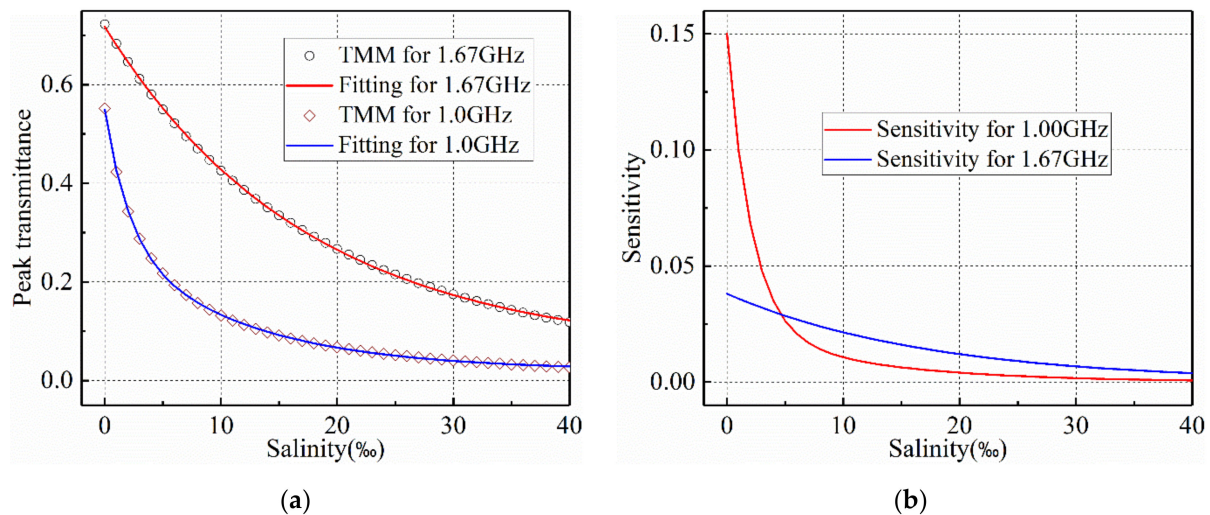 TMM for 1.67GHz
Fitting for 1.67GHz
TMM for 1.0GHz
Fitting for 1.0GHz
Peak transmittance
0.6
0.4
0.2
0.0
0 10 20 30 40
Salinity(‰)
(a)
Sensitivity for 1.00GHz
Sensitivity for 1.67GHz
Sensitivity
0.15
0.10
0.05
0.00
0 10 20 30 40
Salinity(‰)
(b)